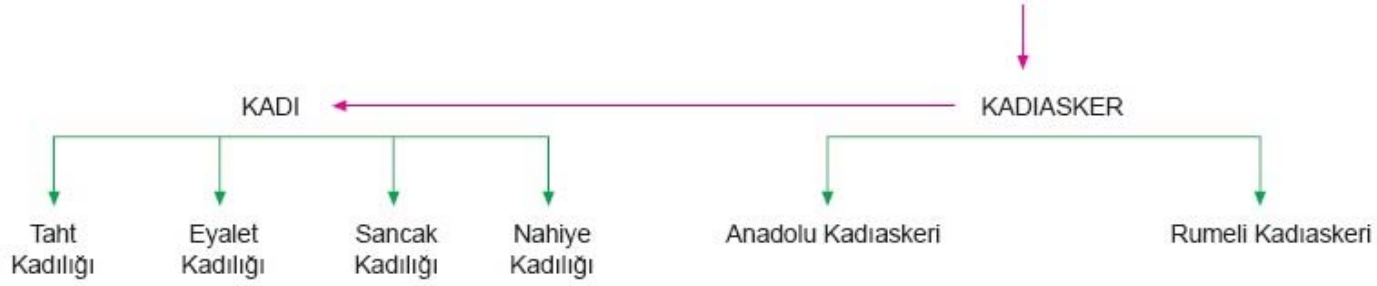 KADI
KADIASKER
Taht
Kadılığı
Eyalet
Kadılığı
Sancak
Kadılığı
Nahiye
Kadılığı
Anadolu Kadıaskeri
Rumeli Kadıaskeri